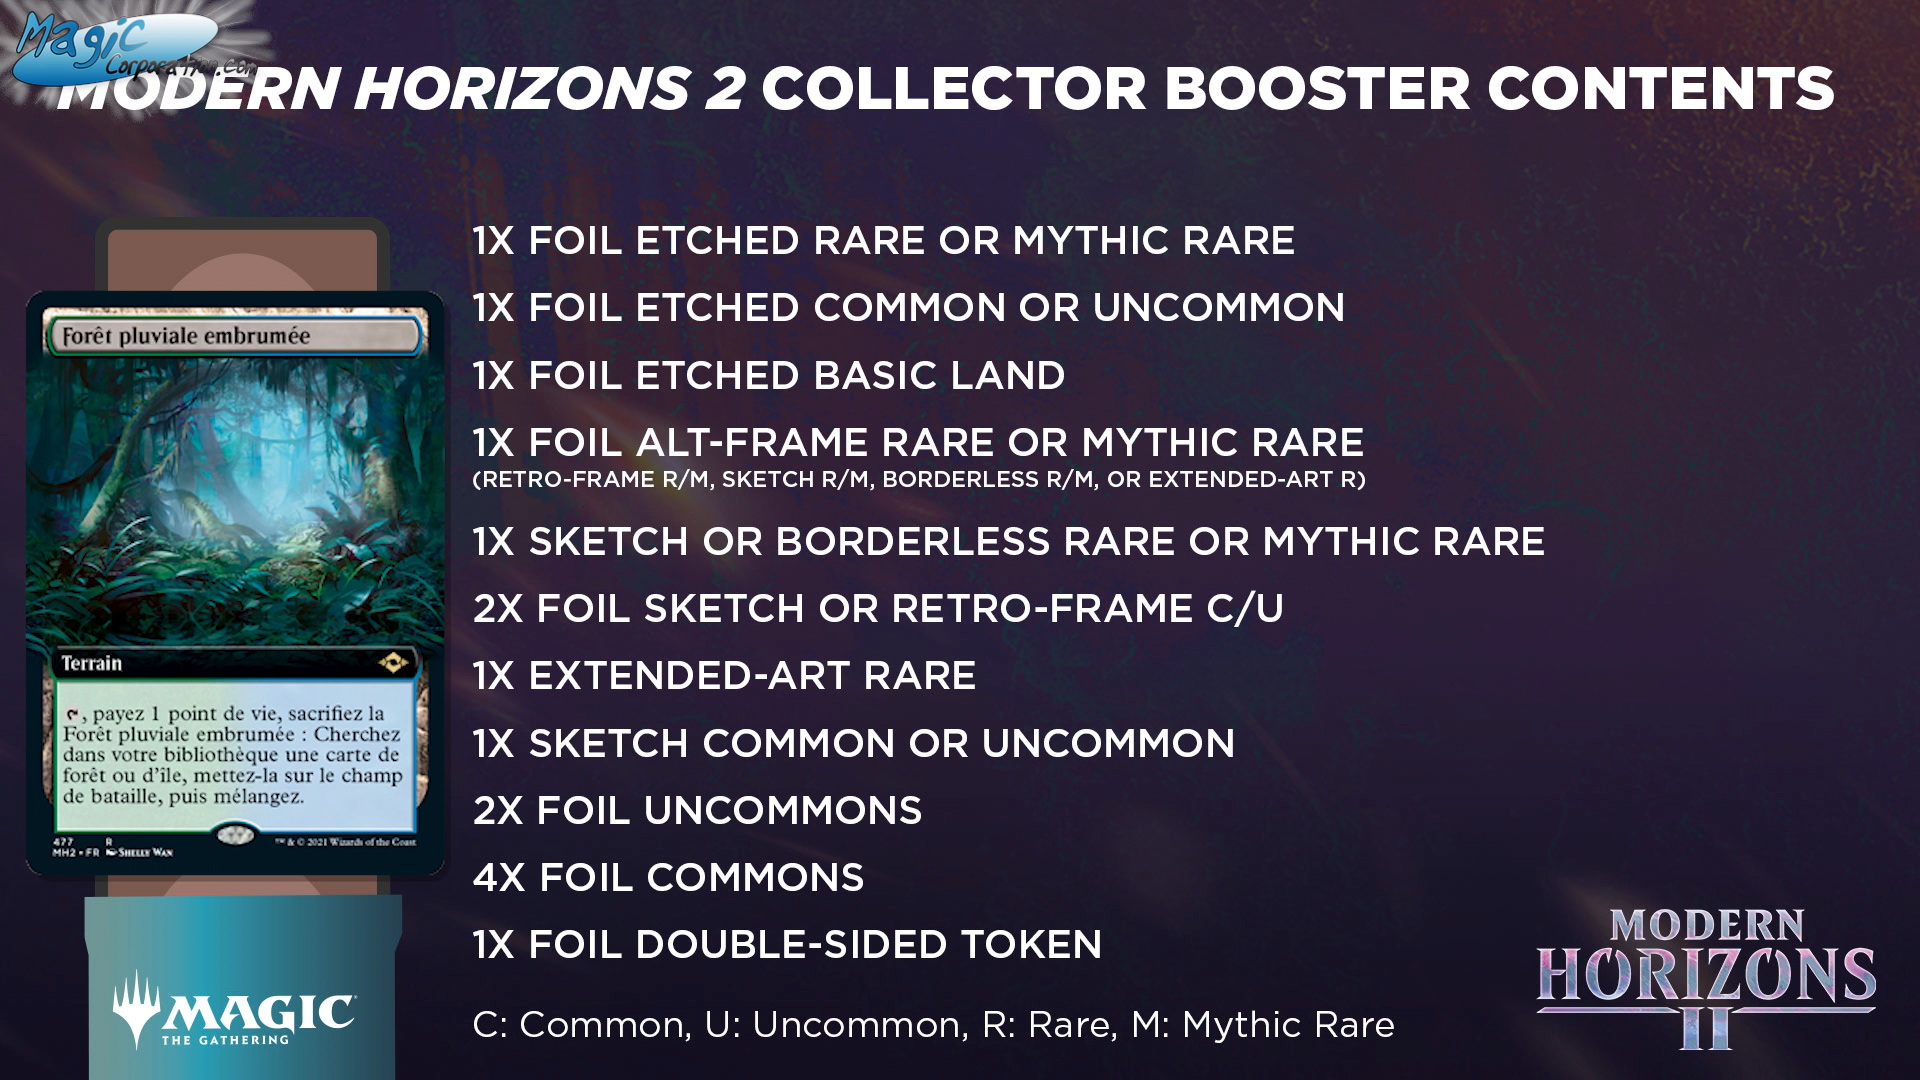 Magic
Corporation.com
MODERN HORIZONS 2 COLLECTOR BOOSTER CONTENTS
1X FOIL ETCHED RARE OR MYTHIC RARE
1X FOIL ETCHED COMMON OR UNCOMMON
1X FOIL ETCHED BASIC LAND
1X FOIL ALT-FRAME RARE OR MYTHIC RARE
(RETRO-FRAME R/M, SKETCH R/M, BORDERLESS R/M, OR EXTENDED-ART R)
1X SKETCH OR BORDERLESS RARE OR MYTHIC RARE
2X FOIL SKETCH OR RETRO-FRAME C/U
1X EXTENDED-ART RARE
1X SKETCH COMMON OR UNCOMMON
2X FOIL UNCOMMONS
4X FOIL COMMONS
1X FOIL DOUBLE-SIDED TOKEN
C: Common, U: Uncommon, R: Rare, M: Mythic Rare
Forêt pluviale embrumée
Terrain
, payez 1 point de vie, sacrifiez la
Forêt pluviale embrumée : Cherchez
dans votre bibliothèque une carte de
forêt ou d'île, mettez-la sur le champ
de bataille, puis mélangez.
477 R
MH2 • FR SHELLY WAN
™ & © 2021 Wizards of the Coast
MAGIC
THE GATHERING
MODERN
HORIZONS
II